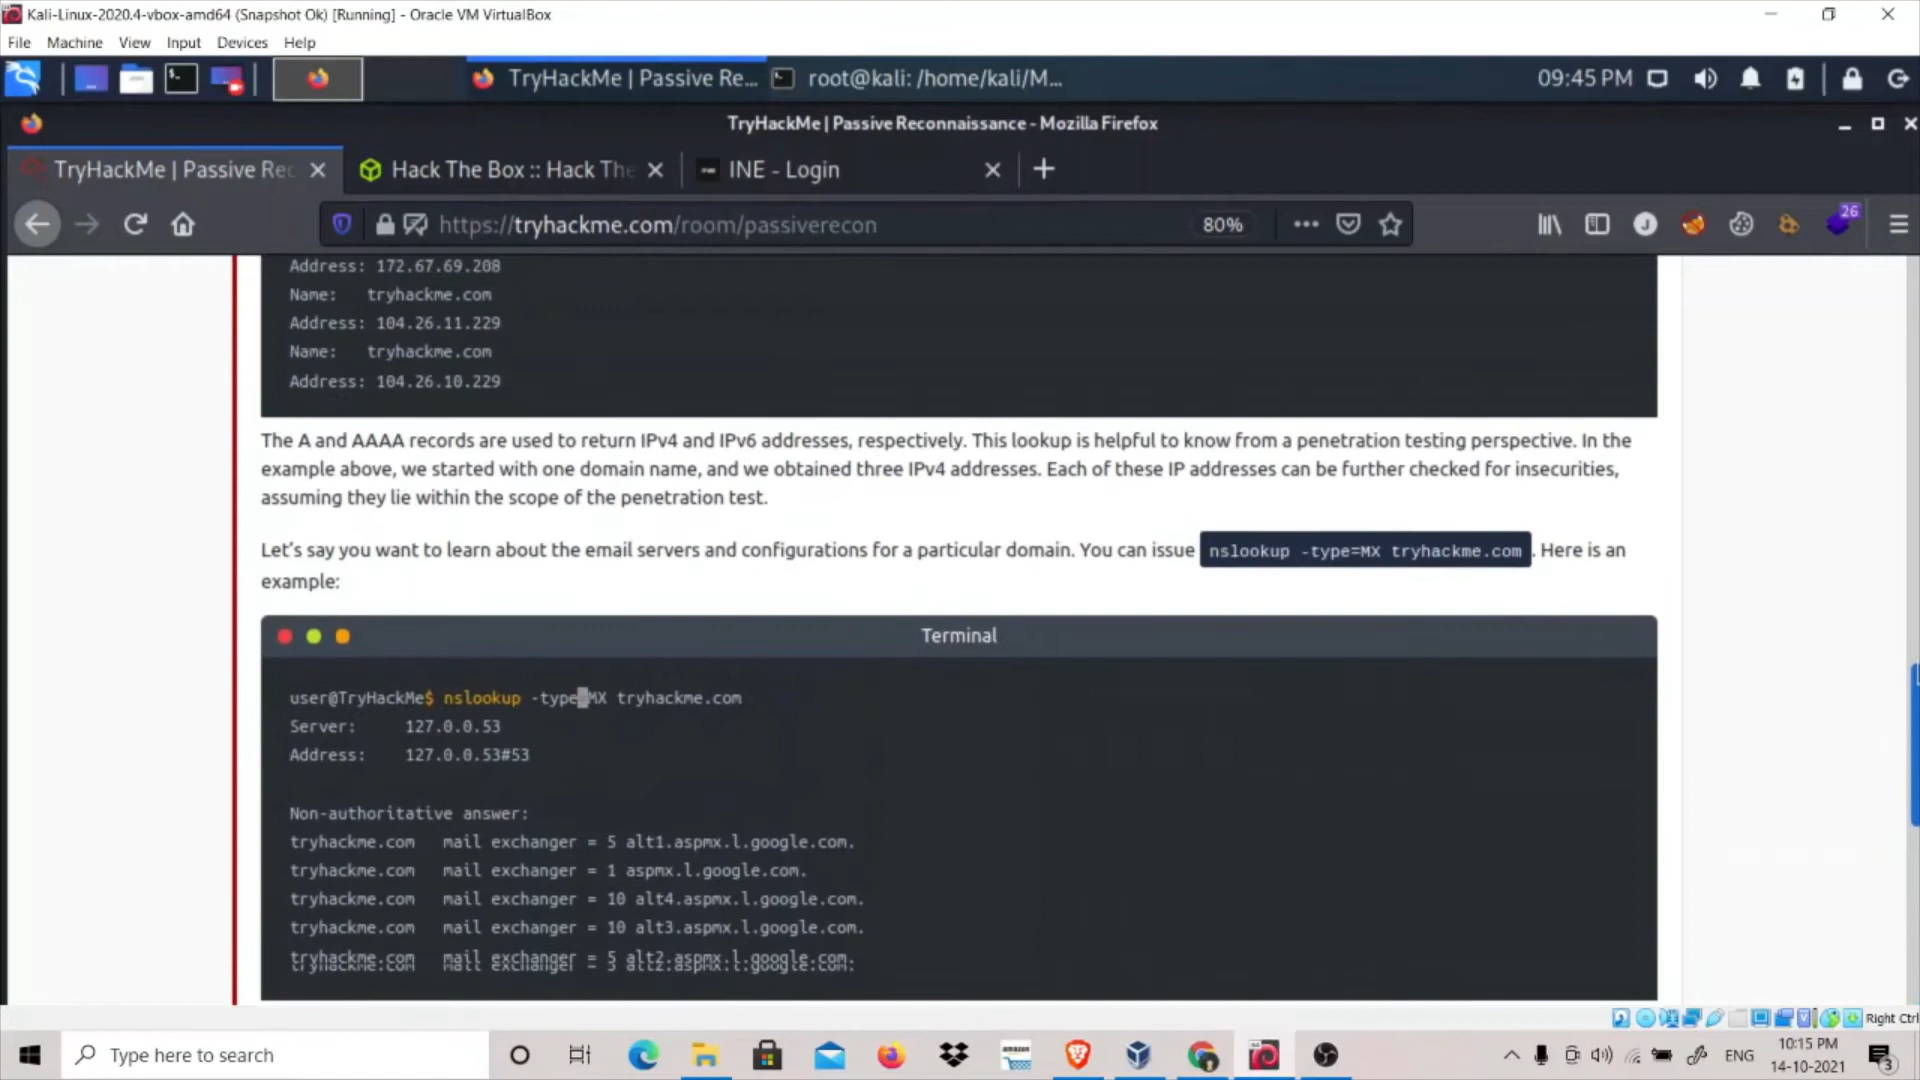 Kali-Linux-2020.4-vbox-amd64 (Snapshot Ok) [Running] - Oracle VM VirtualBox
File Machine View Input Devices Help
TryHackMe | Passive Re... root@kali: /home/kali/M... 09:45 PM
TryHackMe | Passive Reconnaissance - Mozilla Firefox
TryHackMe | Passive Rec Hack The Box :: Hack The INE - Login
https://tryhackme.com/room/passiverecon 80% 26
Address: 172.67.69.208
Name: tryhackme.com
Address: 104.26.11.229
Name: tryhackme.com
Address: 104.26.10.229
The A and AAAA records are used to return IPv4 and IPv6 addresses, respectively. This lookup is helpful to know from a penetration testing perspective. In the
example above, we started with one domain name, and we obtained three IPv4 addresses. Each of these IP addresses can be further checked for insecurities,
assuming they lie within the scope of the penetration test.
Let's say you want to learn about the email servers and configurations for a particular domain. You can issue nslookup -type=MX tryhackme.com . Here is an
example:
Terminal
user@TryHackMe$ nslookup -type=MX tryhackme.com
Server: 127.0.0.53
Address: 127.0.0.53#53
Non-authoritative answer:
tryhackme.com mail exchanger = 5 alt1.aspmx.l.google.com.
tryhackme.com mail exchanger = 1 aspmx.l.google.com.
tryhackme.com mail exchanger = 10 alt4.aspmx.l.google.com.
tryhackme.com mail exchanger = 10 alt3.aspmx.l.google.com.
tryhackme.com mail exchanger = 5 alt2.aspmx.l.google.com.
Right Ctrl
Type here to search amazon ENG 10:15 PM
14-10-2021 3